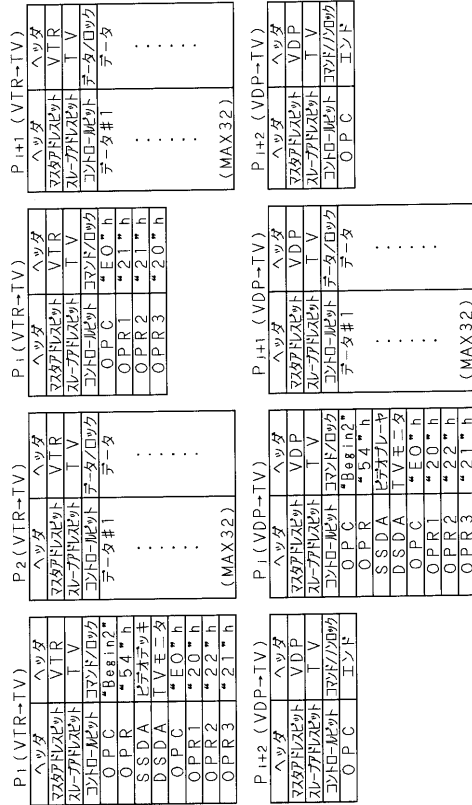 P1(VTR→TV)
ヘッダ ヘッダ
マスタアドレスビット VTR
スレーブアドレスビット TV
コントロールビット コマンド/ロック
OPC “Begin2”
OPR “54”h
SSDA ビデオデッキ
DSDA TVモニタ
OPC “E0”h
OPR1 “20”h
OPR2 “22”h
OPR3 “21”h
P2(VTR→TV)
ヘッダ ヘッダ
マスタアドレスビット VTR
スレーブアドレスビット TV
コントロールビット データ/ロック
データ#1 データ
...... ......
(MAX32)
Pi(VTR→TV)
ヘッダ ヘッダ
マスタアドレスビット VTR
スレーブアドレスビット TV
コントロールビット コマンド/ロック
OPC “E0”h
OPR1 “21”h
OPR2 “21”h
OPR3 “20”h
Pi+1 (VTR→TV)
ヘッダ ヘッダ
マスタアドレスビット VTR
スレーブアドレスビット TV
コントロールビット データ/ロック
データ#1 データ
...... ......
(MAX32)
Pi+2 (VDP→TV)
ヘッダ ヘッダ
マスタアドレスビット VDP
スレーブアドレスビット TV
コントロールビット コマンド/ノンロック
OPC エンド
Pj(VDP→TV)
ヘッダ ヘッダ
マスタアドレスビット VDP
スレーブアドレスビット TV
コントロールビット コマンド/ロック
OPC “Begin2”
OPR “54”h
SSDA ビデオプレーヤ
DSDA TVモニタ
OPC “E0”h
OPR1 “20”h
OPR2 “22”h
OPR3 “21”h
Pj+1 (VDP→TV)
ヘッダ ヘッダ
マスタアドレスビット VDP
スレーブアドレスビット TV
コントロールビット データ/ロック
データ#1 データ
...... ......
(MAX32)
Pi+2 (VDP→TV)
ヘッダ ヘッダ
マスタアドレスビット VDP
スレーブアドレスビット TV
コントロールビット コマンド/ノンロック
OPC エンド